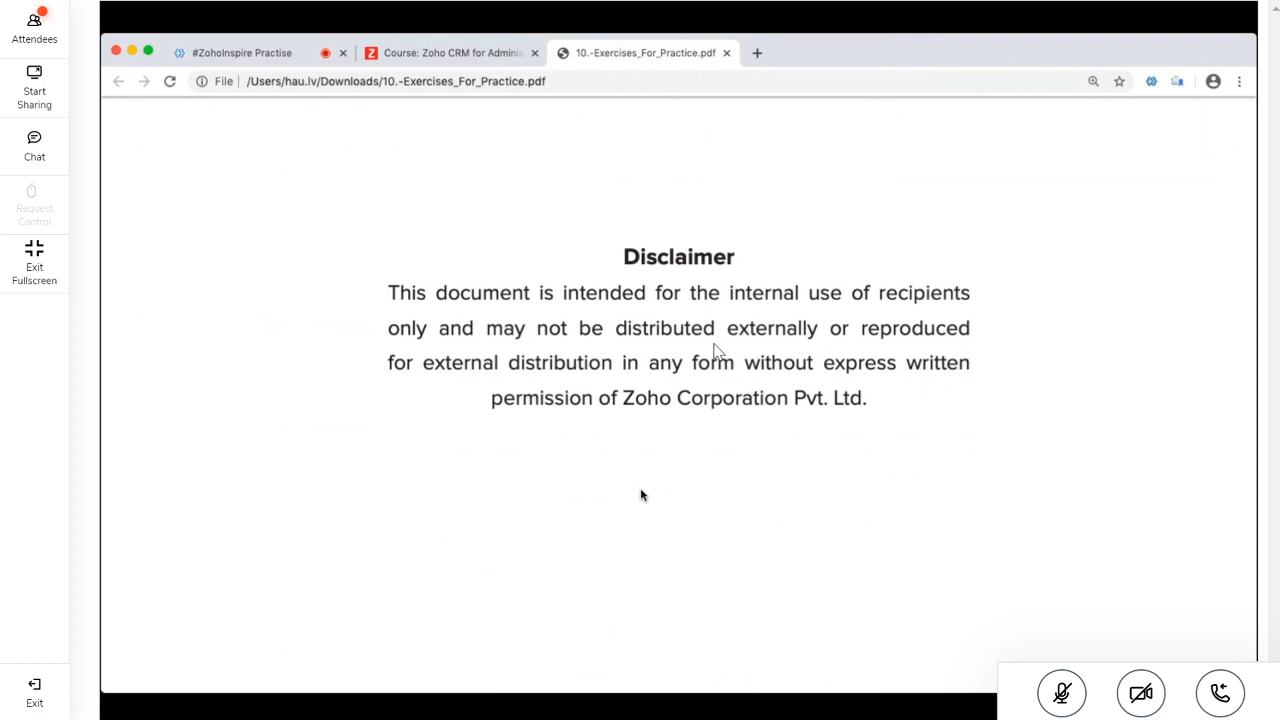 Attendees
Start
Sharing
Chat
Request
Control
Exit
Fullscreen
Exit
#ZohoInspire Practise
Course: Zoho CRM for Adminis
10.-Exercises_For_Practice.pdf
File
/Users/hau.lv/Downloads/10.-Exercises_For_Practice.pdf
Disclaimer
This document is intended for the internal use of recipients
only and may not be distributed externally or reproduced
for external distribution in any form without express written
permission of Zoho Corporation Pvt. Ltd.